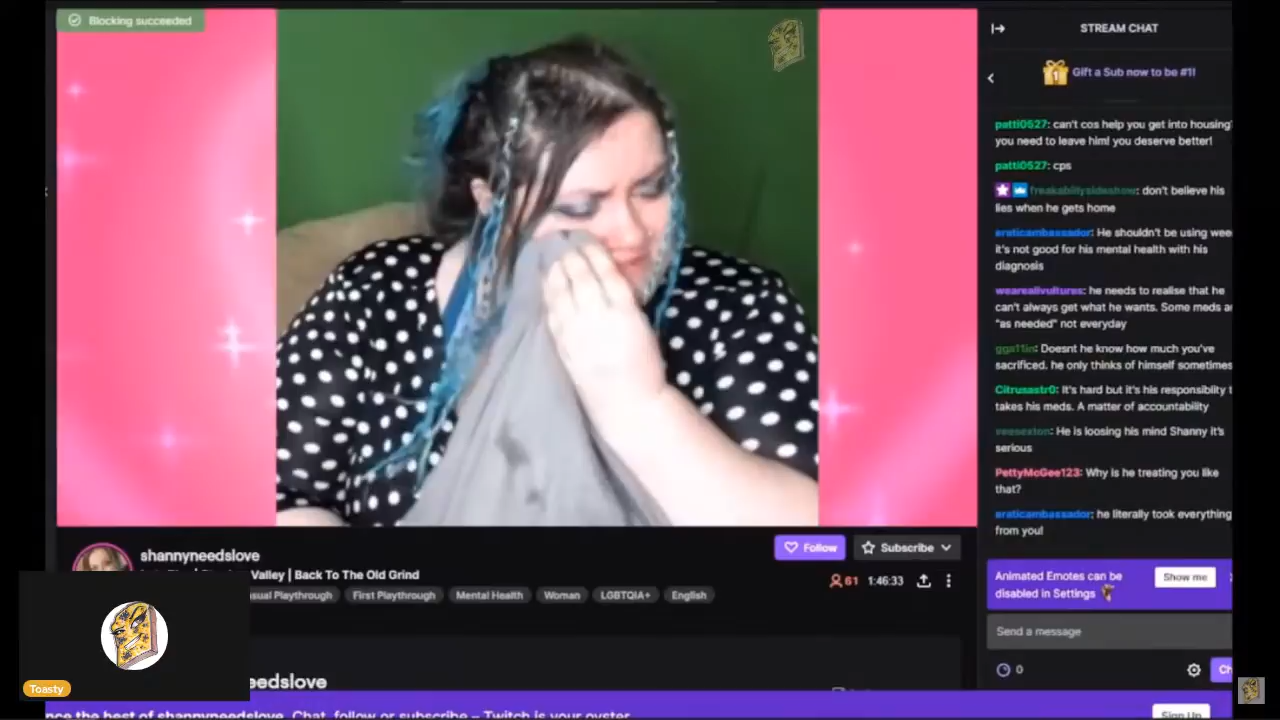 Blocking succeeded
STREAM CHAT
1
Gift a Sub now to be #1!
patti0527: can't cos help you get into housing?
you need to leave him! you deserve better!
patti0527: cps
freakabilitysideshow: don't believe his
lies when he gets home
eraticambassador: He shouldn't be using wee
it's not good for his mental health with his
diagnosis
wearealivultures: he needs to realise that he
can't always get what he wants. Some meds a
"as needed" not everyday
gga11in: Doesnt he know how much you've
sacrificed. he only thinks of himself sometimes
Citrusastr0: It's hard but it's his responsiblity t
takes his meds. A matter of accountability
He is loosing his mind Shanny it's
serious
PettyMcGee123: Why is he treating you like
that?
eraticambassador: he literally took everything
from you!
shannyneedslove
Follow
Subscribe
Valley | Back To The Old Grind
61
1:46:33
sual Playthrough
First Playthrough
Mental Health
Woman
LGBTQIA+
English
Animated Emotes can be
disabled in Settings
Show me
Send a message
0
Ch
Toasty
eedslove
nce the best of shannyneedslove. Chat, follow or subscribe – Twitch is your oyster
Sign Up